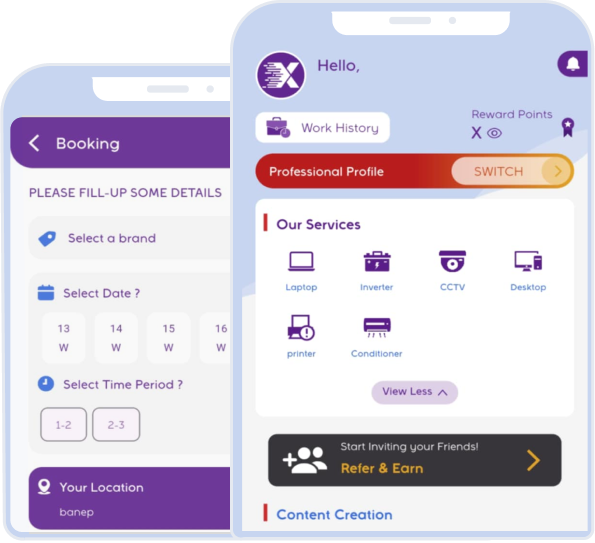 Booking
PLEASE FILL-UP SOME DETAILS
Select a brand
Select Date ?
13 14 15 16
W W W W
Select Time Period ?
1-2 2-3
Your Location
banep
X
Hello,
Work History
Reward Points
X
Professional Profile SWITCH
Our Services
Laptop Inverter CCTV Desktop
printer Conditioner
View Less
Start Inviting your Friends!
Refer & Earn
Content Creation